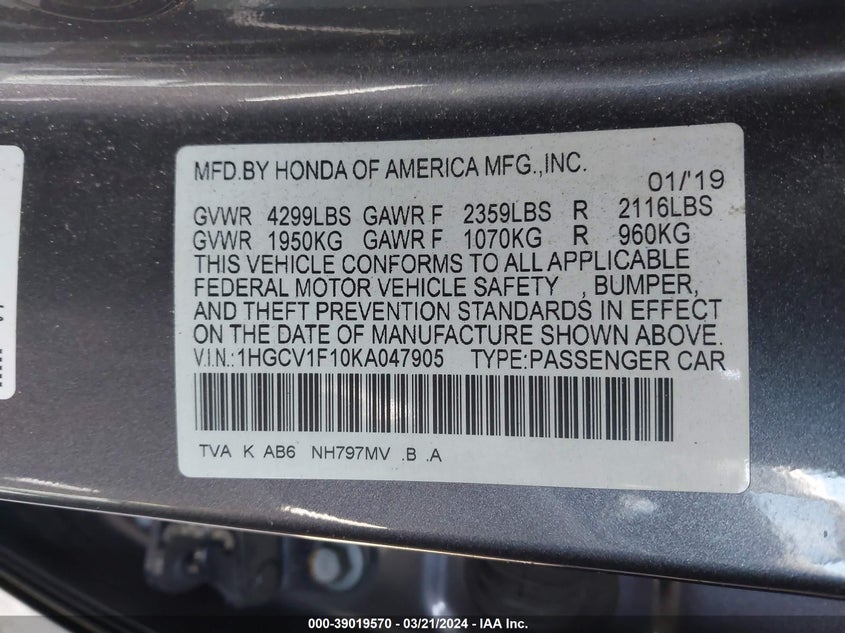 MFD.BY HONDA OF AMERICA MFG.,INC. 01/'19
GVWR 4299LBS GAWR F 2359LBS R 2116LBS
GVWR 1950KG GAWR F 1070KG R 960KG
THIS VEHICLE CONFORMS TO ALL APPLICABLE
FEDERAL MOTOR VEHICLE SAFETY , BUMPER,
AND THEFT PREVENTION STANDARDS IN EFFECT
ON THE DATE OF MANUFACTURE SHOWN ABOVE.
V.I.N.:1HGCV1F10KA047905 TYPE:PASSENGER CAR
TVA K AB6 NH797MV .B .A
000-39019570 - 03/21/2024 - IAA Inc.